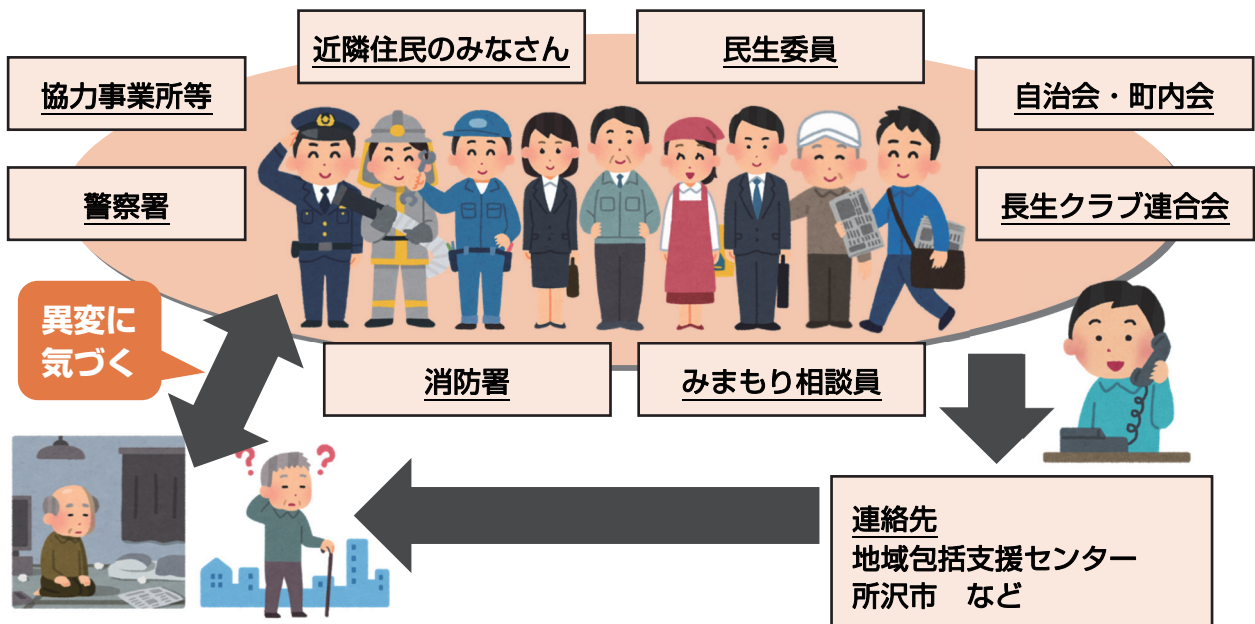 近隣住民のみなさん
民生委員
協力事業所等
自治会・町内会
警察署
長生クラブ連合会
異変に
気づく
消防署
みまもり相談員
? ?
連絡先
地域包括支援センター
所沢市　など